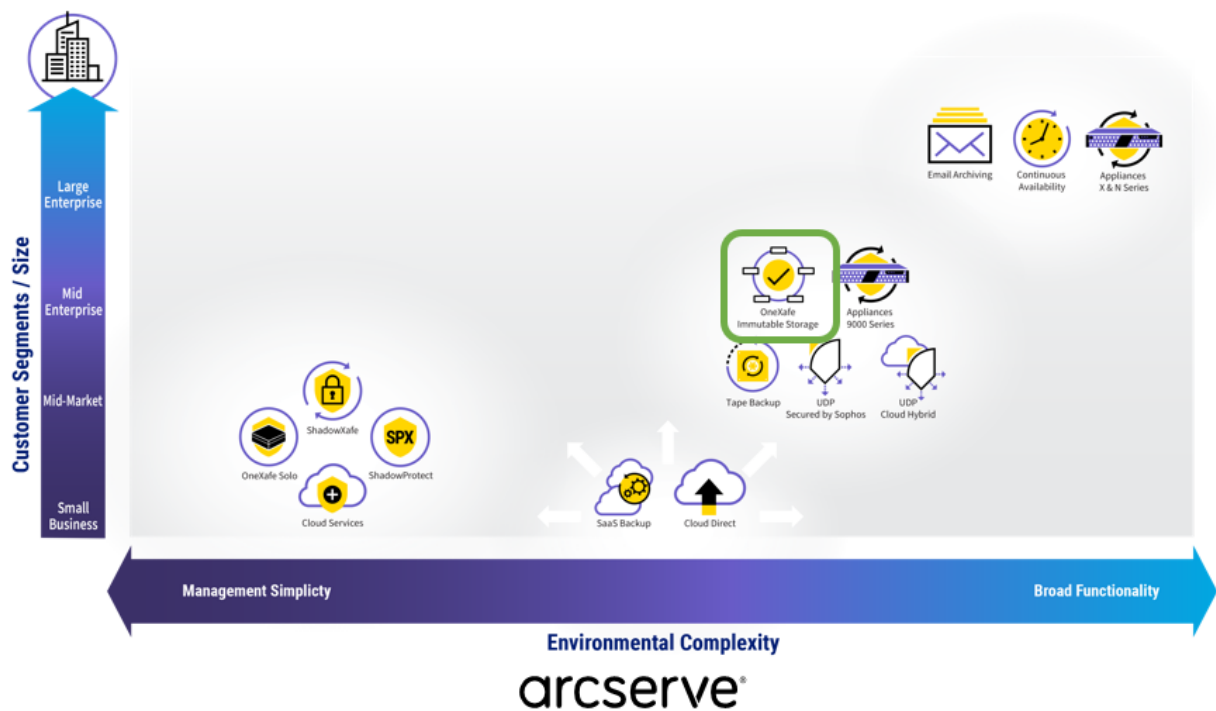 Customer Segments / Size
Large
Enterprise
Mid
Enterprise
Mid-Market
Small
Business
Email Archiving
Continuous
Availability
Appliances
X & N Series
OneXafe
Immutable Storage
Appliances
9000 Series
Tape Backup
UDP
Secured by Sophos
UDP
Cloud Hybrid
ShadowXafe
OneXafe Solo
SPX
ShadowProtect
Cloud Services
SaaS Backup
Cloud Direct
Management Simplicty
Broad Functionality
Environmental Complexity
arcserve®